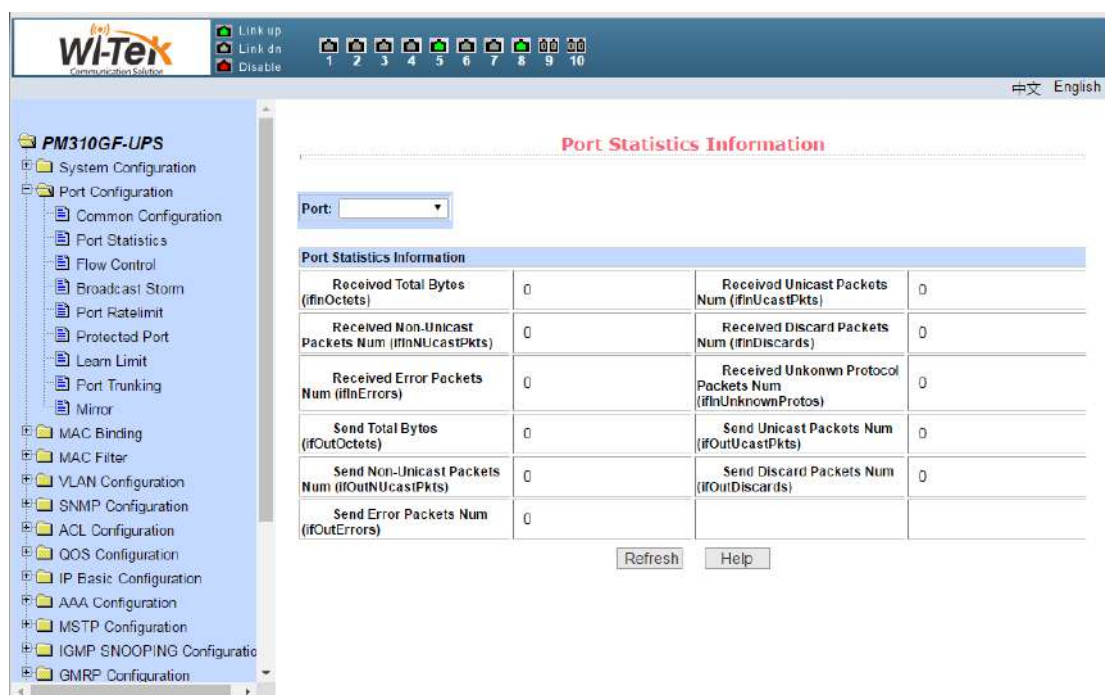 WI-Tek
Communication Solution
Link up
Link dn
Disable
1 2 3 4 5 6 7 8 9 10
中文 English
PM310GF-UPS
System Configuration
Port Configuration
Common Configuration
Port Statistics
Flow Control
Broadcast Storm
Port Ratelimit
Protected Port
Learn Limit
Port Trunking
Mirror
MAC Binding
MAC Filter
VLAN Configuration
SNMP Configuration
ACL Configuration
QOS Configuration
IP Basic Configuration
AAA Configuration
MSTP Configuration
IGMP SNOOPING Configuratio
GMRP Configuration
Port Statistics Information
Port:
Port Statistics Information
Received Total Bytes
(ifInOctets)
0
Received Unicast Packets
Num (ifInUcastPkts)
0
Received Non-Unicast
Packets Num (ifInNUcastPkts)
0
Received Discard Packets
Num (ifInDiscards)
0
Received Error Packets
Num (ifInErrors)
0
Received Unkonwn Protocol
Packets Num
(ifInUnknownProtos)
0
Send Total Bytes
(ifOutOctets)
0
Send Unicast Packets Num
(ifOutUcastPkts)
0
Send Non-Unicast Packets
Num (ifOutNUcastPkts)
0
Send Discard Packets Num
(ifOutDiscards)
0
Send Error Packets Num
(ifOutErrors)
0
Refresh Help